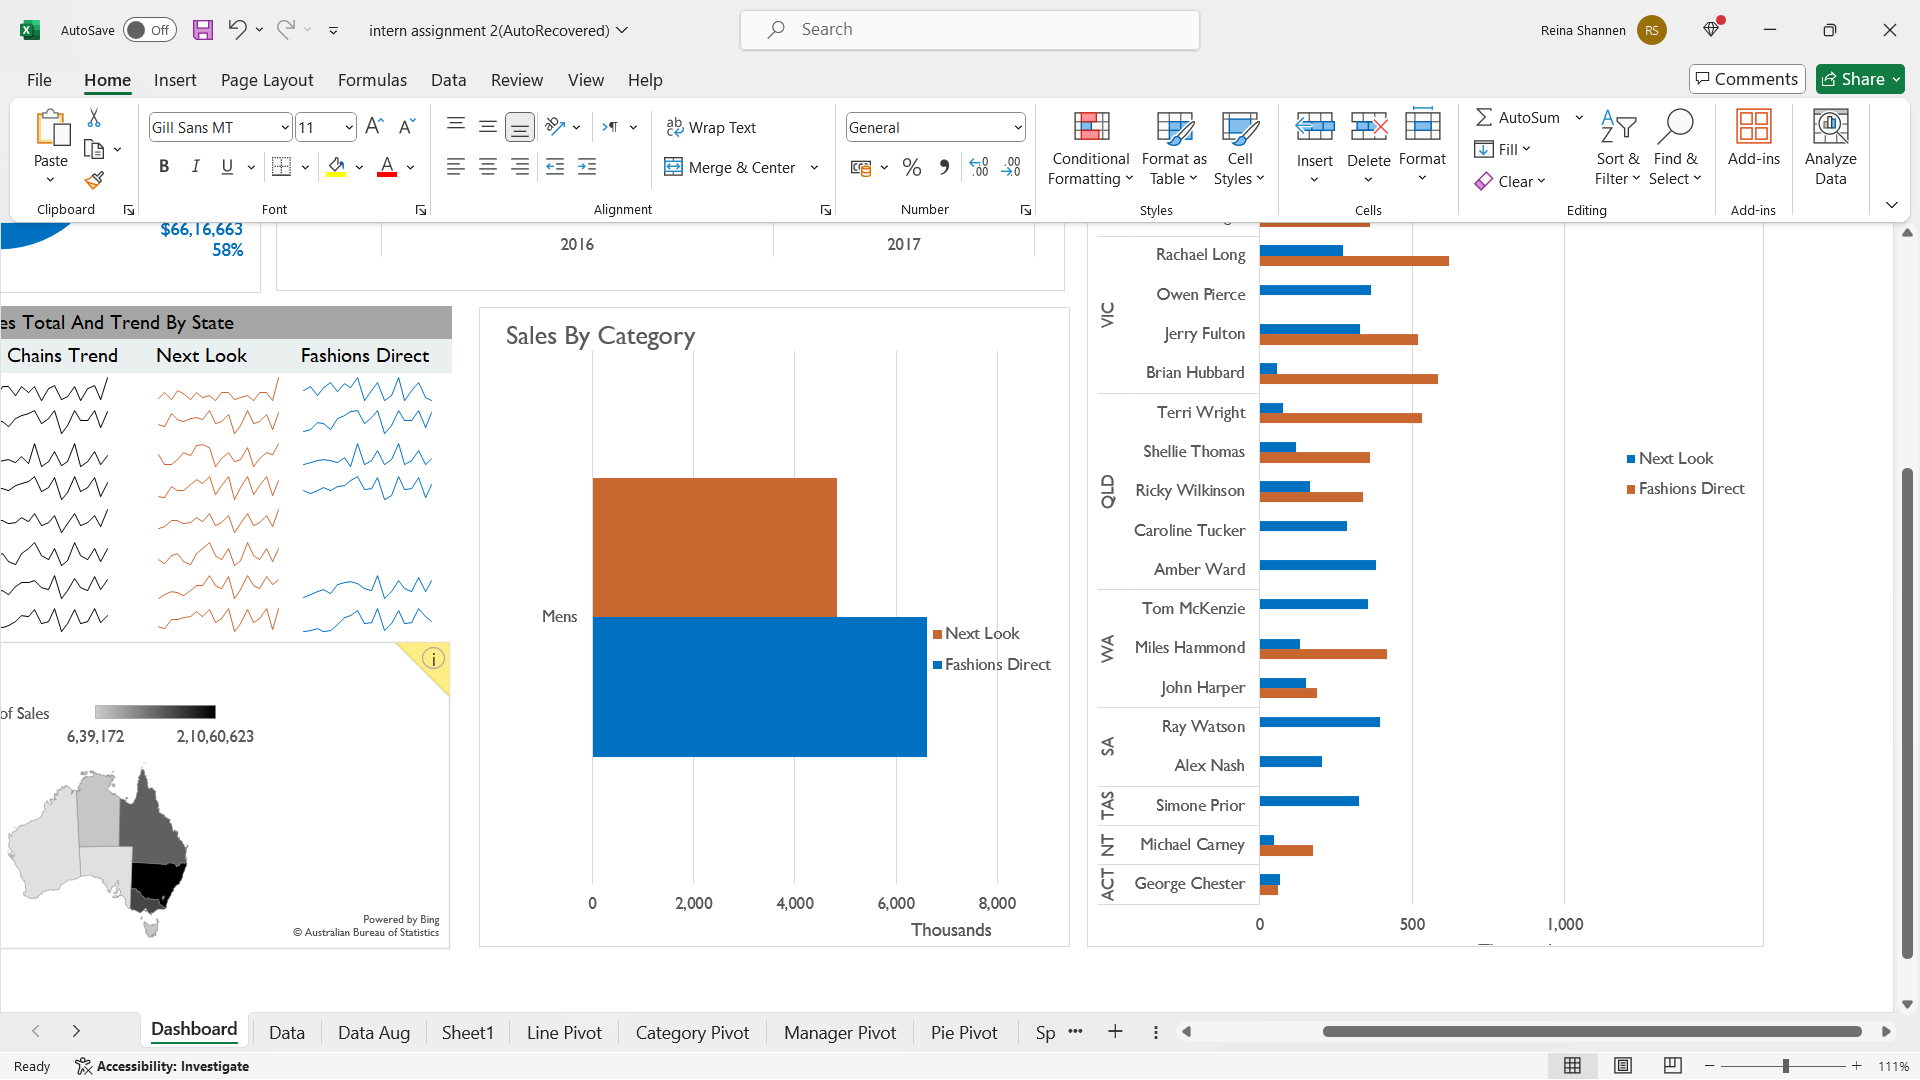 AutoSave Off intern assignment 2(AutoRecovered) Search Reina Shannen RS
File Home Insert Page Layout Formulas Data Review View Help Comments Share
Paste
Clipboard
Gill Sans MT 11
B I U A
Font
Wrap Text
Merge & Center
Alignment
General
Number
Conditional Formatting
Format as Table
Cell Styles
Styles
Insert
Delete
Format
Cells
AutoSum
Fill
Clear
Sort & Filter
Find & Select
Editing
Add-ins
Add-ins
Analyze Data
$66,16,663
58%
2016 2017
es Total And Trend By State
Chains Trend Next Look Fashions Direct
of Sales
6,39,172 2,10,60,623
Powered by Bing
© Australian Bureau of Statistics
Sales By Category
Mens
Next Look
Fashions Direct
0 2,000 4,000 6,000 8,000
Thousands
VIC
Rachael Long
Owen Pierce
Jerry Fulton
Brian Hubbard
QLD
Terri Wright
Shellie Thomas
Ricky Wilkinson
Caroline Tucker
Amber Ward
WA
Tom McKenzie
Miles Hammond
John Harper
SA
Ray Watson
Alex Nash
TAS
Simone Prior
NT
Michael Carney
ACT
George Chester
0 500 1,000
Next Look
Fashions Direct
Dashboard Data Data Aug Sheet1 Line Pivot Category Pivot Manager Pivot Pie Pivot Sp
Ready Accessibility: Investigate 111%